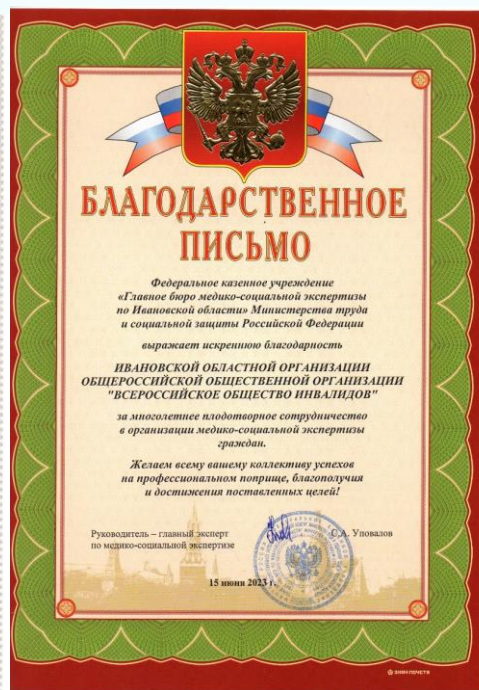 БЛАГОДАРСТВЕННОЕ
ПИСЬМО
Федеральное казенное учреждение
«Главное бюро медико-социальной экспертизы
по Ивановской области» Министерства труда
и социальной защиты Российской Федерации
выражает искреннюю благодарность
ИВАНОВСКОЙ ОБЛАСТНОЙ ОРГАНИЗАЦИИ
ОБЩЕРОССИЙСКОЙ ОБЩЕСТВЕННОЙ ОРГАНИЗАЦИИ
"ВСЕРОССИЙСКОЕ ОБЩЕСТВО ИНВАЛИДОВ"
за многолетнее плодотворное сотрудничество
в организации медико-социальной экспертизы
граждан.
Желаем всему вашему коллективу успехов
на профессиональном поприще, благополучия
и достижения поставленных целей!
Руководитель – главный эксперт
по медико-социальной экспертизе
С.А. Уповалов
15 июня 2023 г.